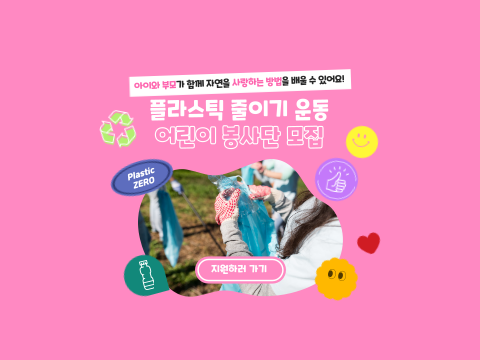 아이와 부모가 함께 자연을 사랑하는 방법을 배울 수 있어요!
플라스틱 줄이기 운동
어린이 봉사단 모집
Plastic
ZERO
지원하러 가기